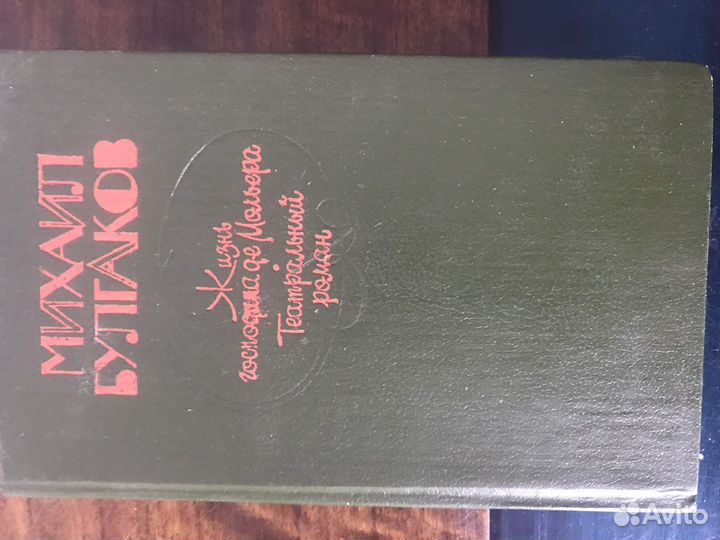 МИХАИЛ
БУЛГАКОВ
Жизнь
господина де Мольера
Театральный
роман
Avito